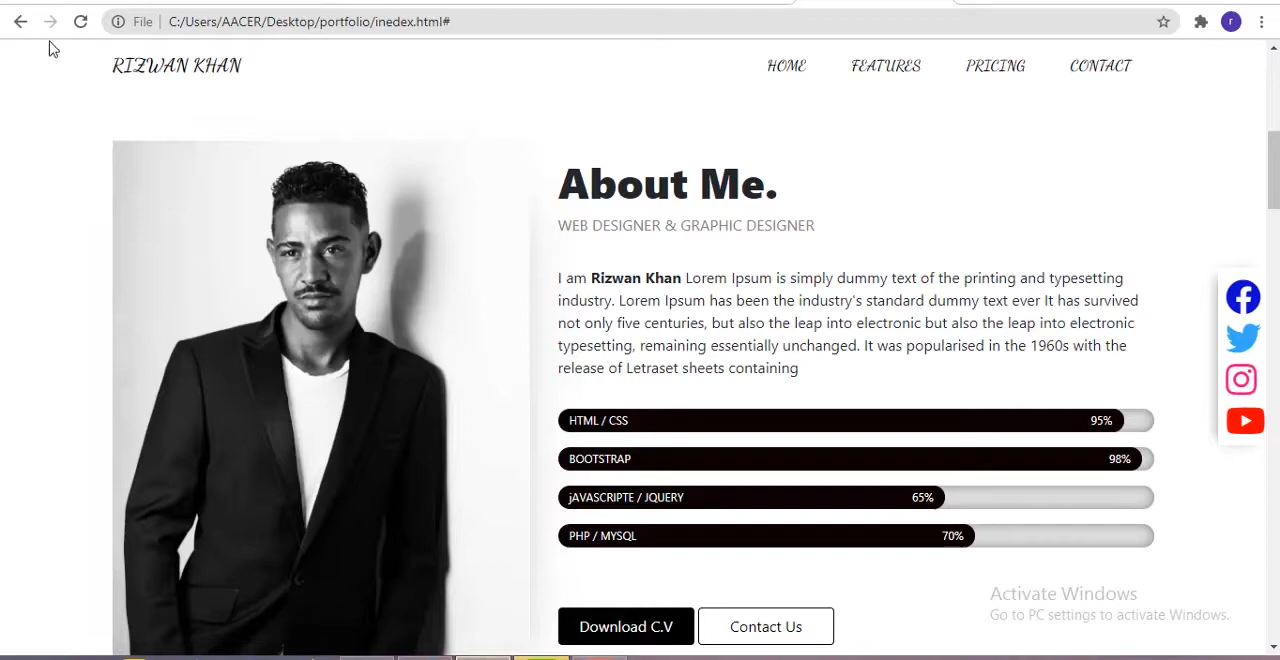 File | C:/Users/AACER/Desktop/portfolio/inedex.html#
r
RIZWAN KHAN
HOME FEATURES PRICING CONTACT
About Me.
WEB DESIGNER & GRAPHIC DESIGNER
I am Rizwan Khan Lorem Ipsum is simply dummy text of the printing and typesetting
industry. Lorem Ipsum has been the industry's standard dummy text ever It has survived
not only five centuries, but also the leap into electronic but also the leap into electronic
typesetting, remaining essentially unchanged. It was popularised in the 1960s with the
release of Letraset sheets containing
HTML / CSS 95%
BOOTSTRAP 98%
jAVASCRIPTE / JQUERY 65%
PHP / MYSQL 70%
Download C.V Contact Us
Activate Windows
Go to PC settings to activate Windows.